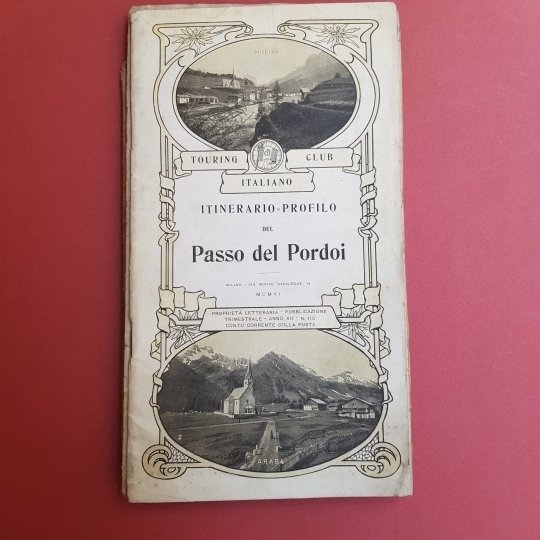 MOENA
TOURING CLUB
ITALIANO
ITINERARIO-PROFILO
DEL
Passo del Pordoi
MILANO - VIA MONTE NAPOLEONE, 14
MCMVI
PROPRIETÀ LETTERARIA - PUBBLICAZIONE
TRIMESTRALE - ANNO XII - N. 110
CONTO CORRENTE COLLA POSTA
ARABA